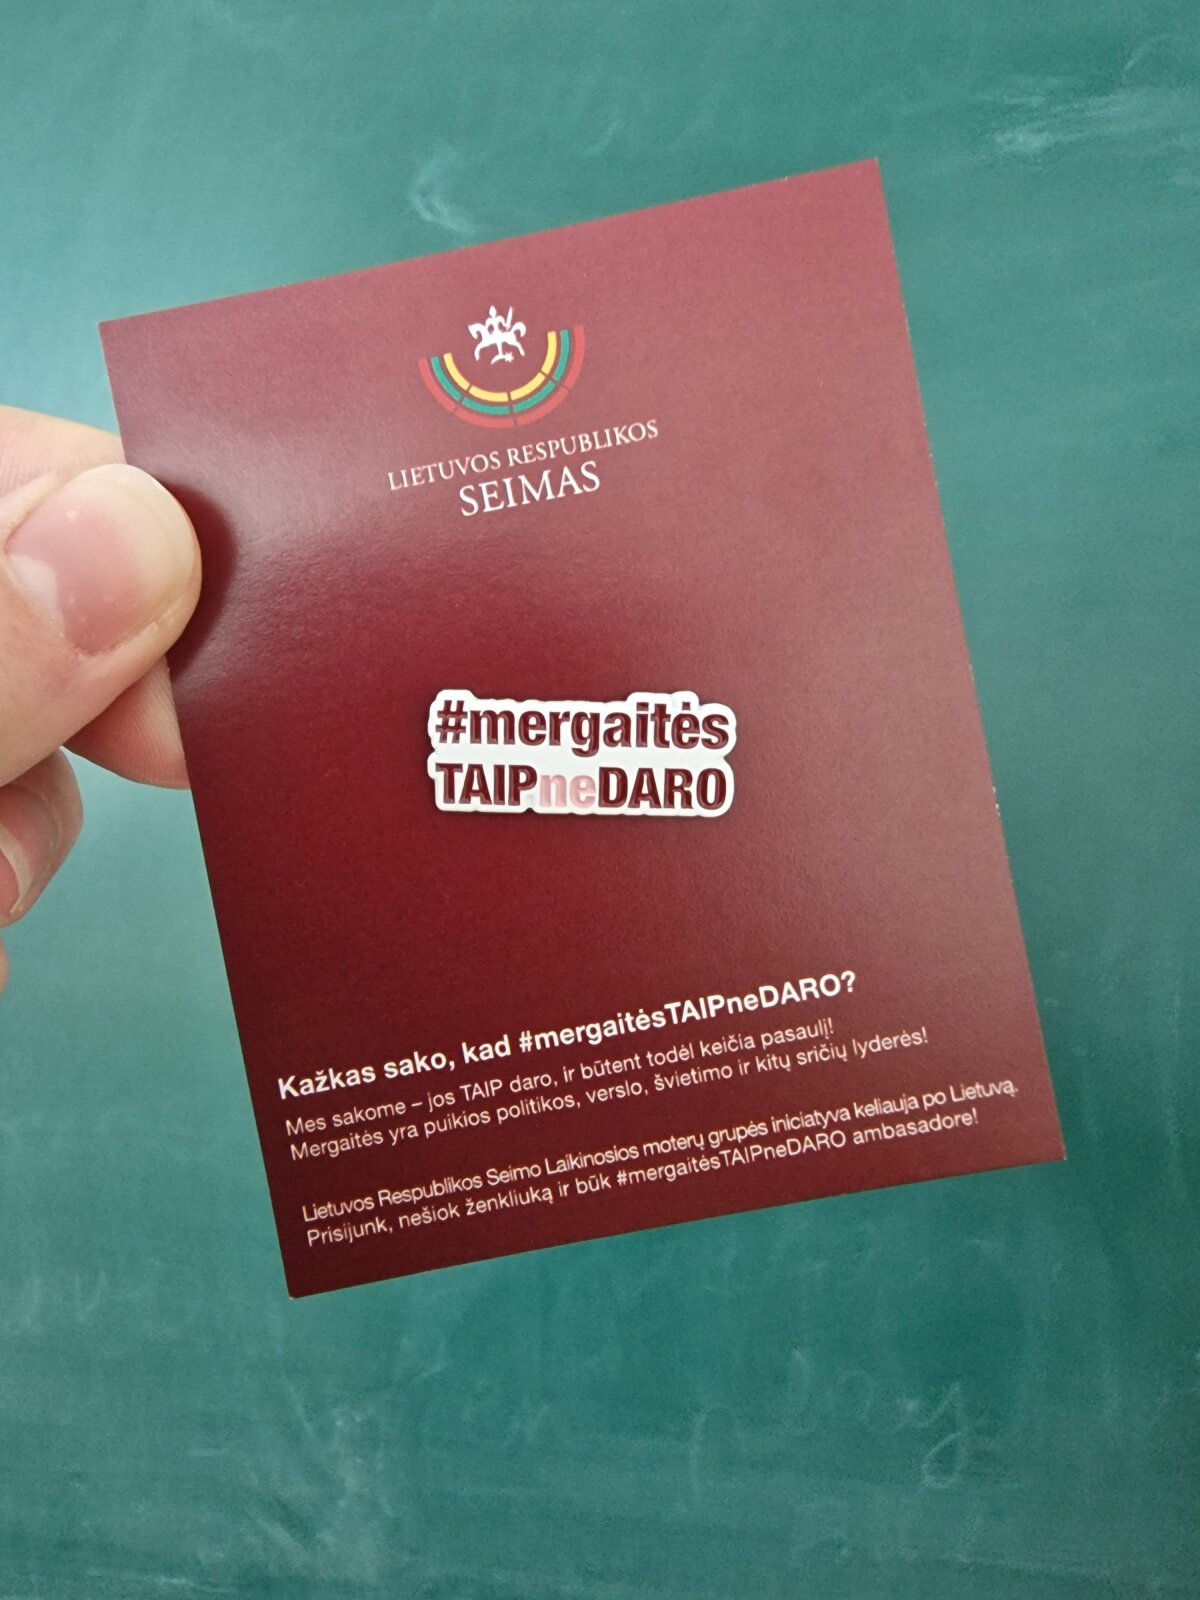 LIETUVOS RESPUBLIKOS
SEIMAS
#mergaitės
TAIPneDARO
Kažkas sako, kad #mergaitėsTAIPneDARO?
Mes sakome – jos TAIP daro, ir būtent todėl keičia pasaulį!
Mergaitės yra puikios politikos, verslo, švietimo ir kitų sričių lyderės!
Lietuvos Respublikos Seimo Laikinosios moterų grupės iniciatyva keliauja po Lietuvą.
Prisijunk, nešiok ženkliuką ir būk #mergaitėsTAIPneDARO ambasadore!